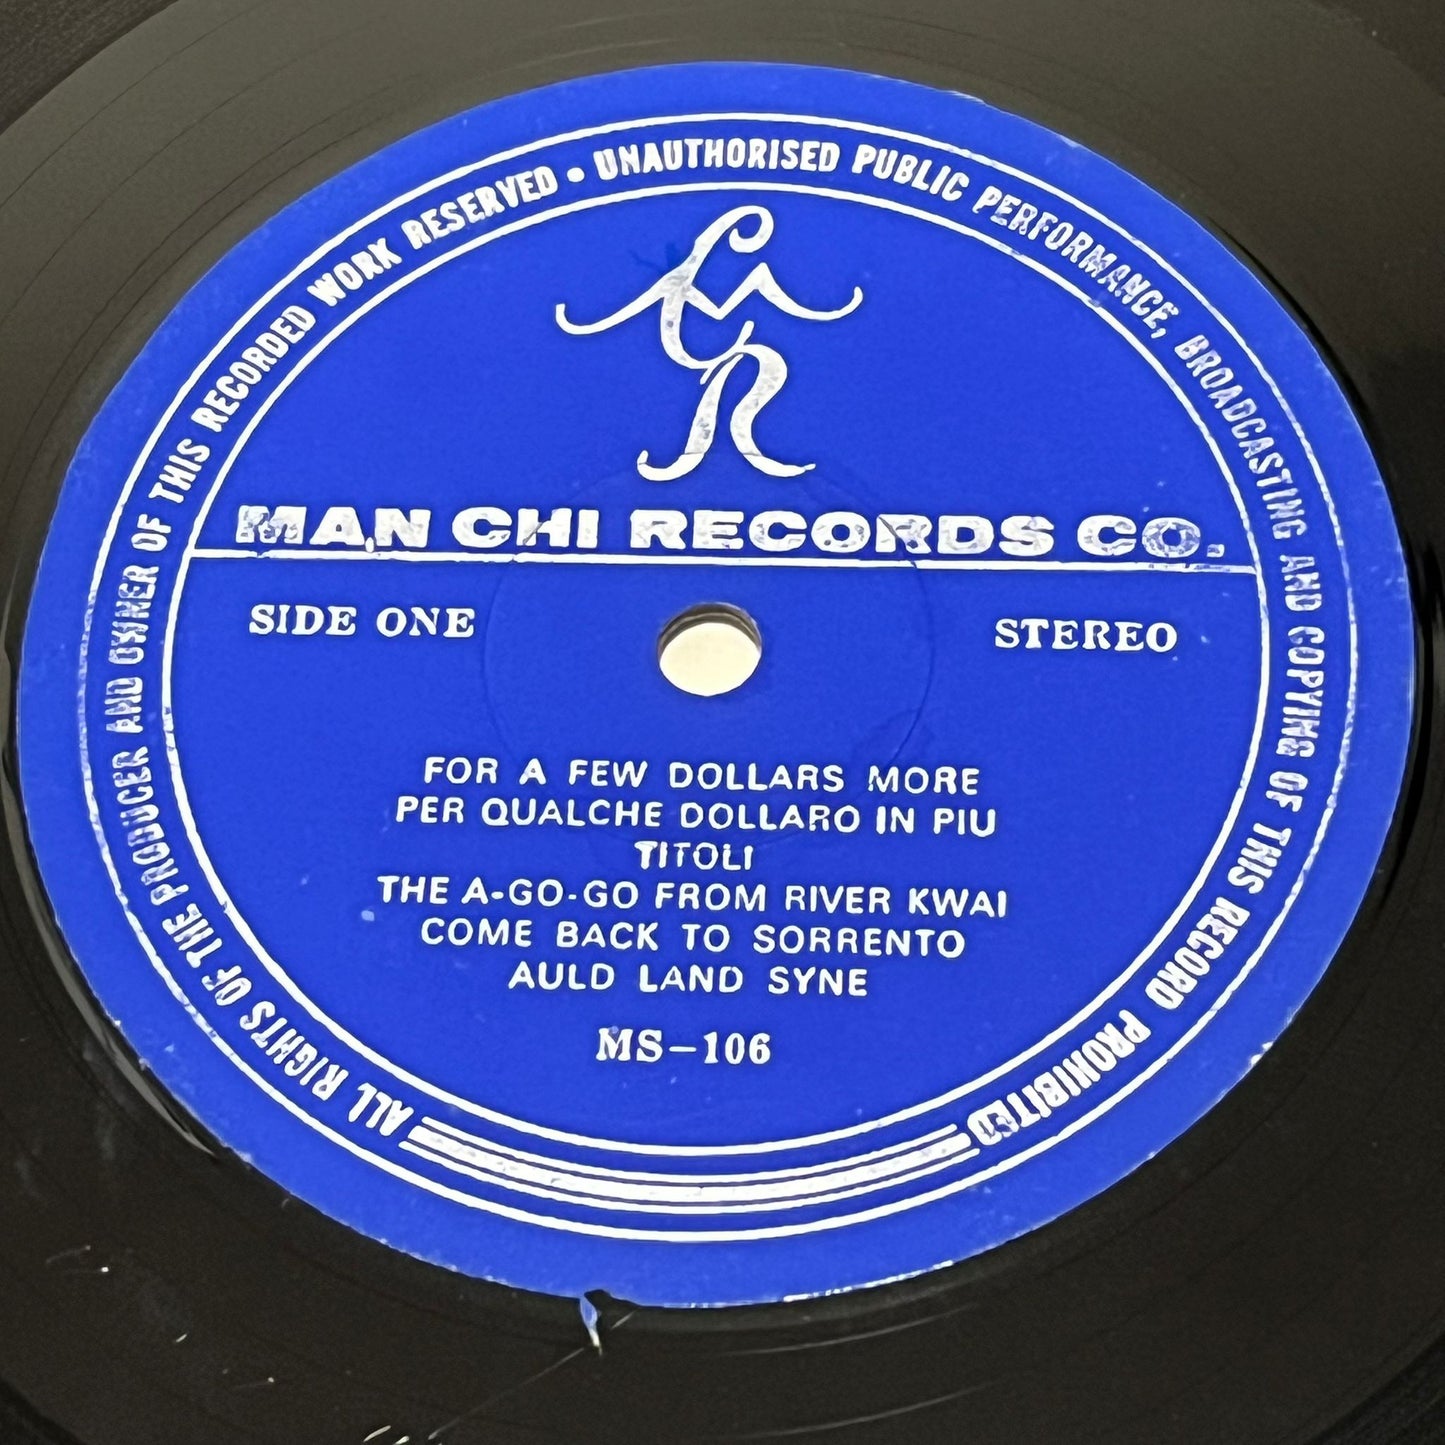 ALL RIGHTS OF THE PRODUCER AND OWNER OF THIS RECORDED WORK RESERVED • UNAUTHORISED PUBLIC PERFORMANCE, BROADCASTING AND COPYING OF THIS RECORD PROHIBITED
MAN CHI RECORDS CO.
SIDE ONE
STEREO
FOR A FEW DOLLARS MORE
PER QUALCHE DOLLARO IN PIU
TITOLI
THE A-GO-GO FROM RIVER KWAI
COME BACK TO SORRENTO
AULD LAND SYNE
MS-106